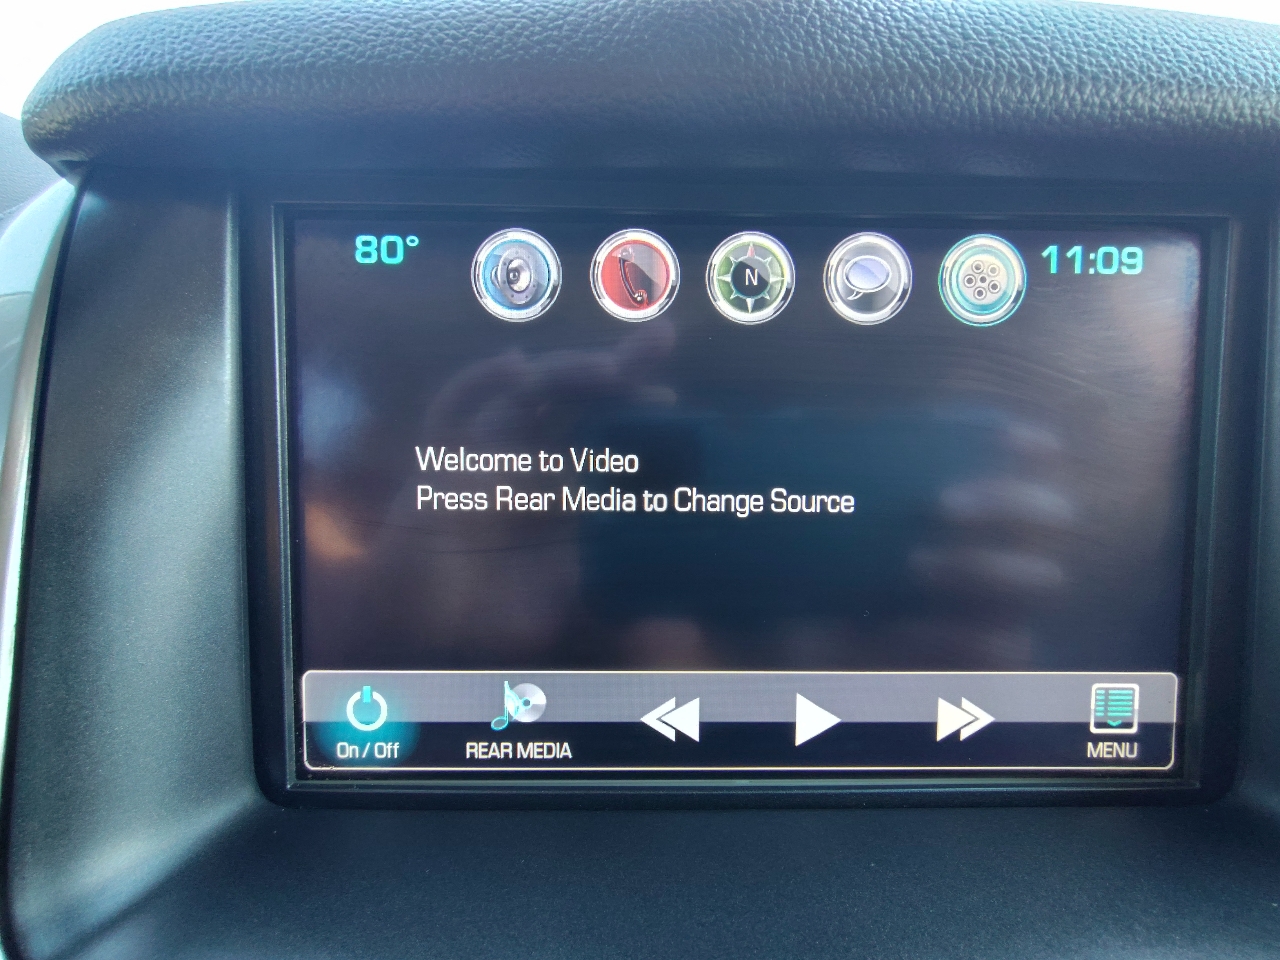 80° N 11:09
Welcome to Video
Press Rear Media to Change Source
On / Off REAR MEDIA MENU